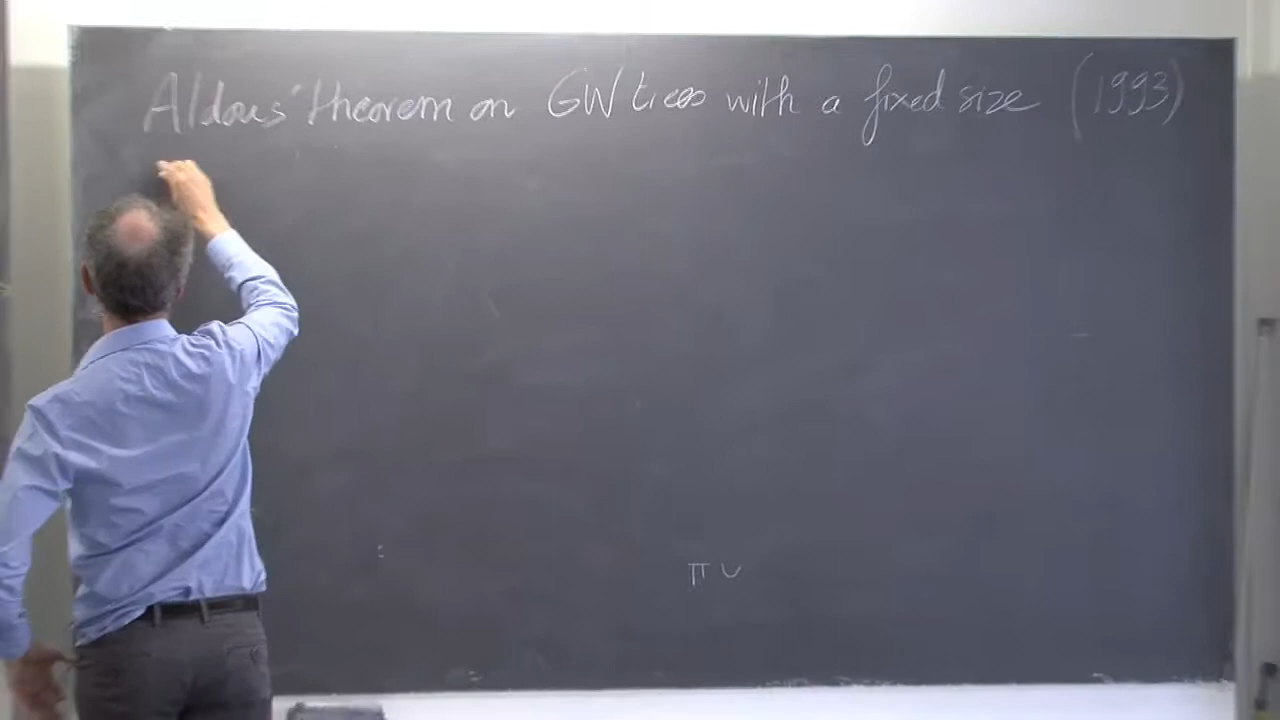 Aldous' theorem on GW trees with a fixed size (1993)
π ∪